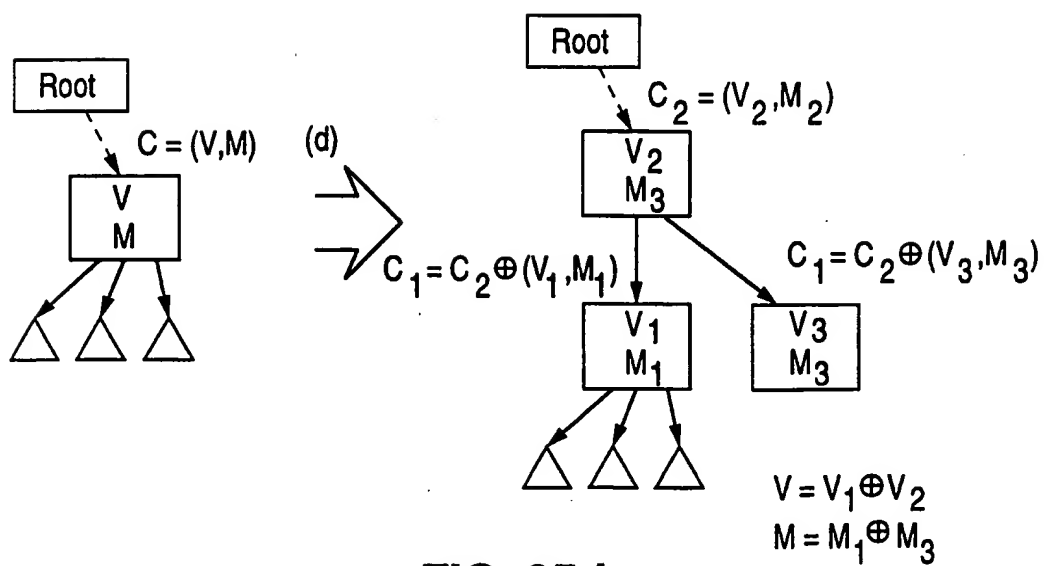 Root
C = (V,M)
V
M
(d)
Root
C2 = (V2,M2)
V2
M3
C1 = C2 ⊕ (V1,M1)
C1 = C2 ⊕ (V3,M3)
V1
M1
V3
M3
V = V1 ⊕ V2
M = M1 ⊕ M3